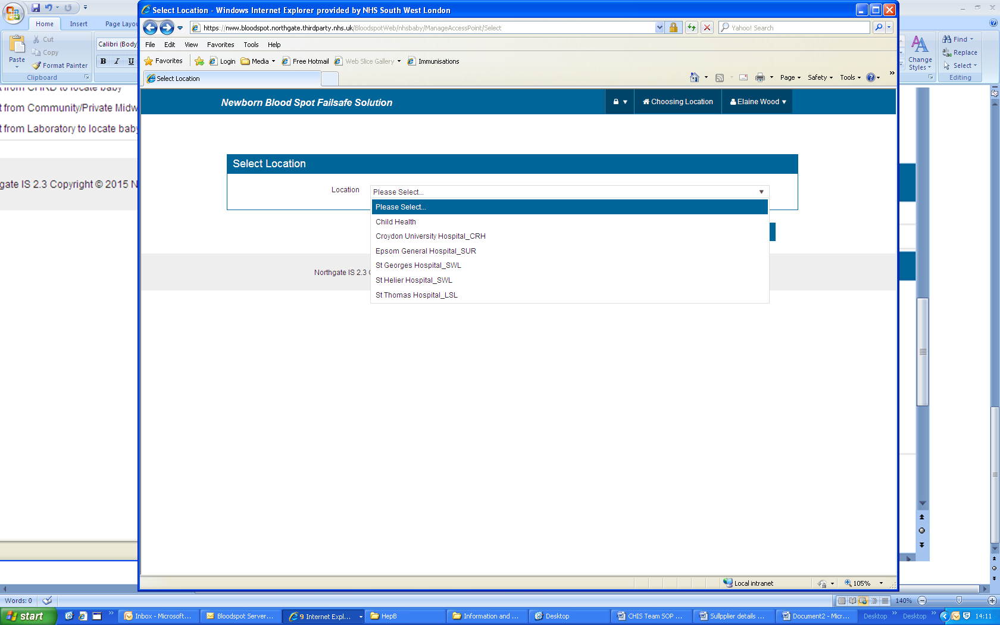 Select Location - Windows Internet Explorer provided by NHS South West London
https://www.bloodspot.northgate.thirdparty.nhs.uk/BloodspotWeb/nhsbaby/ManageAccessPoint/Select
Yahoo! Search
File Edit View Favorites Tools Help
Favorites Login Media Free Hotmail Web Slice Gallery Immunisations
Select Location
Page Safety Tools
Home Insert Page Layou
Cut
Copy
Format Painter
Paste
Clipboard
Calibri (Body
B I U
Change Styles
Find
Replace
Select
Editing
t from CHRD to locate baby
t from Community/Private Midw
t from Laboratory to locate baby
gate IS 2.3 Copyright © 2015 N
Newborn Blood Spot Failsafe Solution
Choosing Location
Elaine Wood
Select Location
Location
Please Select...
Please Select...
Child Health
Croydon University Hospital_CRH
Epsom General Hospital_SUR
St Georges Hospital_SWL
St Helier Hospital_SWL
St Thomas Hospital_LSL
Northgate IS 2.3
Local intranet
105%
Words: 0
140%
start
Inbox - Microsoft...
Bloodspot Server...
9 Internet Expl...
HepB
Information and ...
Desktop
CHIS Team SOP ...
Sullpplier details ...
Document2 - Micr...
Desktop
Desktop
14:11